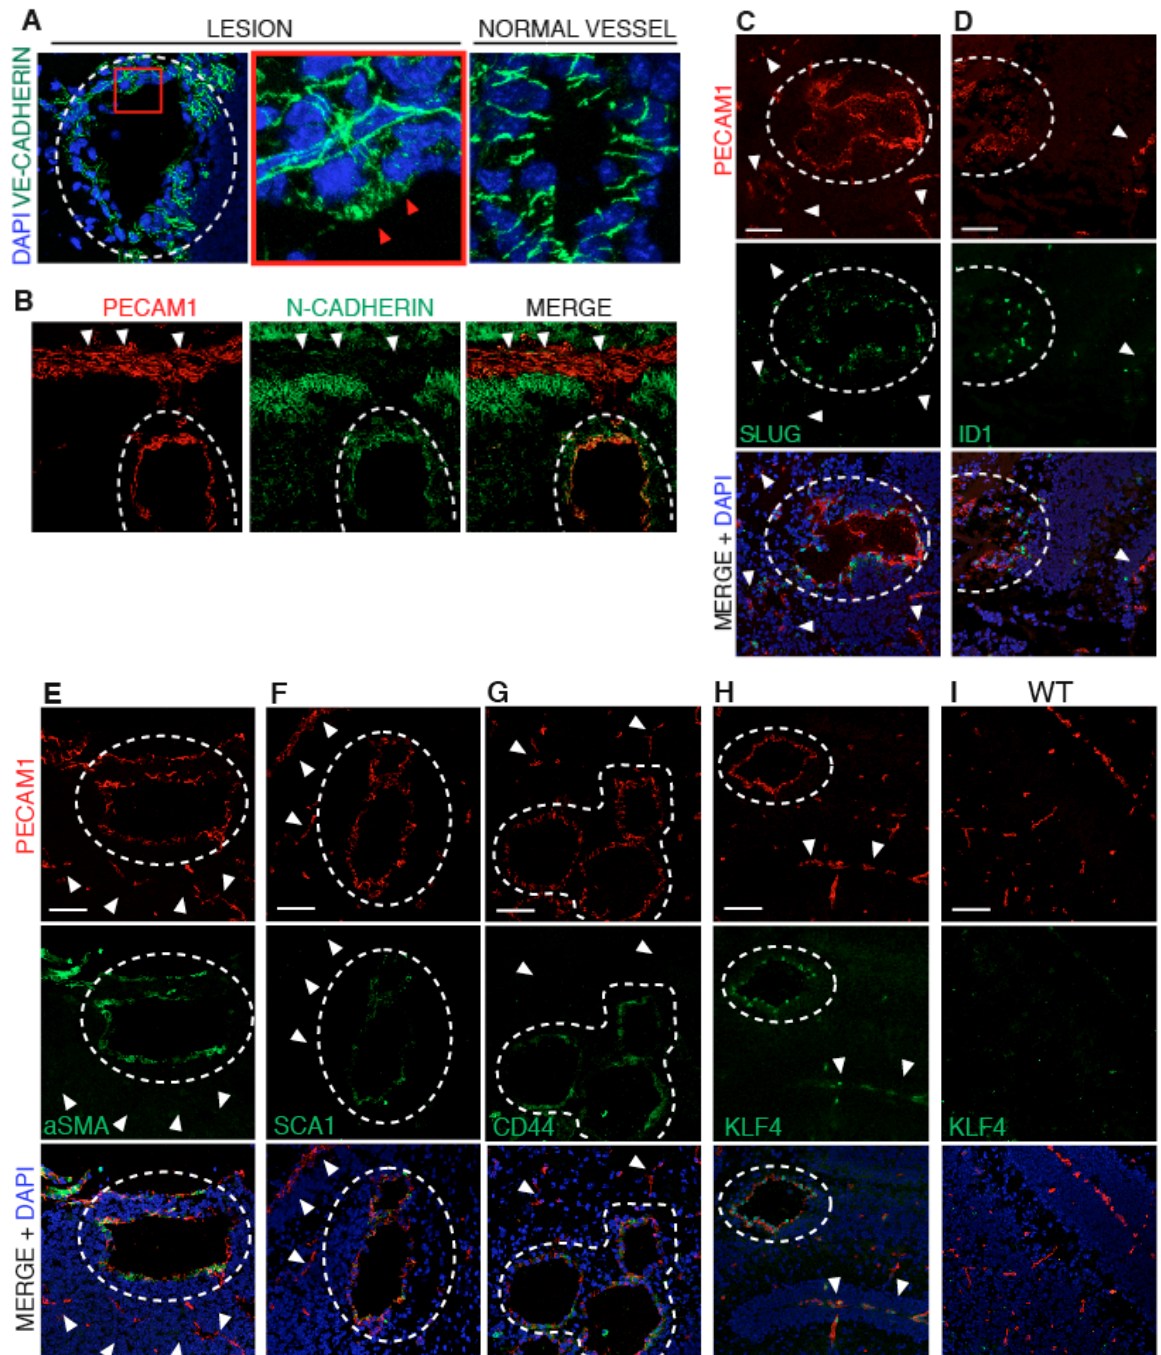 A
LESION
NORMAL VESSEL
DAPI VE-CADHERIN
B
PECAM1
N-CADHERIN
MERGE
C
D
PECAM1
SLUG
ID1
MERGE + DAPI
E
F
G
H
I
WT
PECAM1
aSMA
SCA1
CD44
KLF4
KLF4
MERGE + DAPI